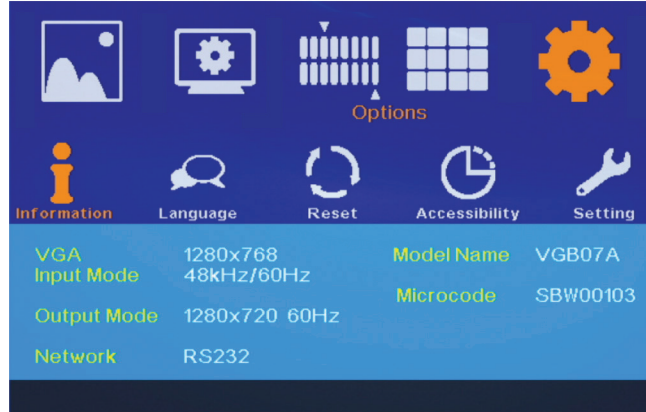 Options
Information Language Reset Accessibility Setting
VGA 1280x768 Model Name VGB07A
Input Mode 48kHz/60Hz
Microcode SBW00103
Output Mode 1280x720 60Hz
Network RS232